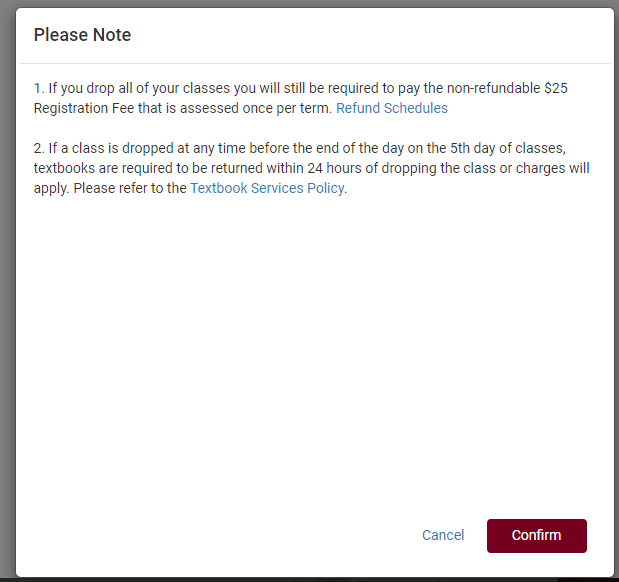 Please Note
1. If you drop all of your classes you will still be required to pay the non-refundable $25
Registration Fee that is assessed once per term. Refund Schedules
2. If a class is dropped at any time before the end of the day on the 5th day of classes,
textbooks are required to be returned within 24 hours of dropping the class or charges will
apply. Please refer to the Textbook Services Policy.
Cancel
Confirm